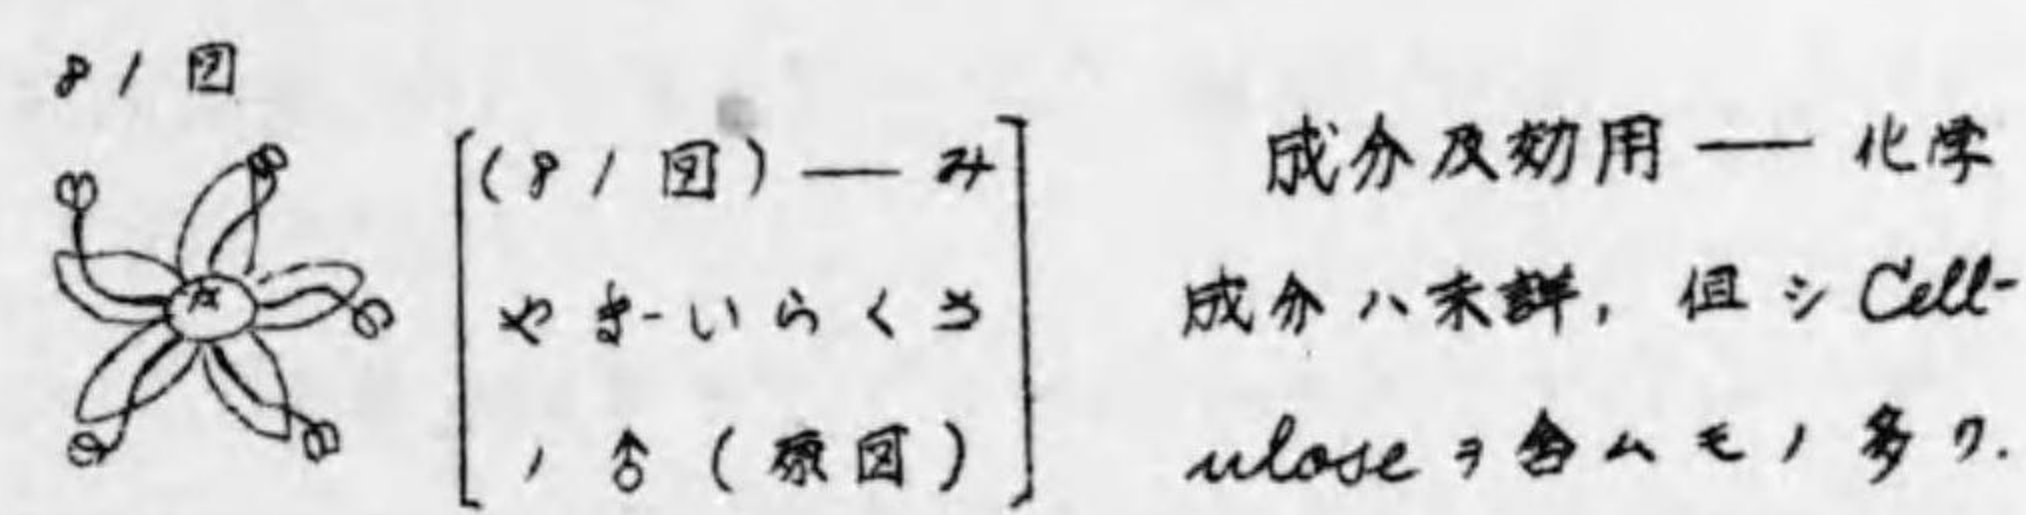 81図
(81図)— み
やま-いらくさ
ノ ♂ (原図)
成分及効用 — 化学
成分ハ未詳, 但シ Cell-
ulose ヲ含ムモノ多ク.